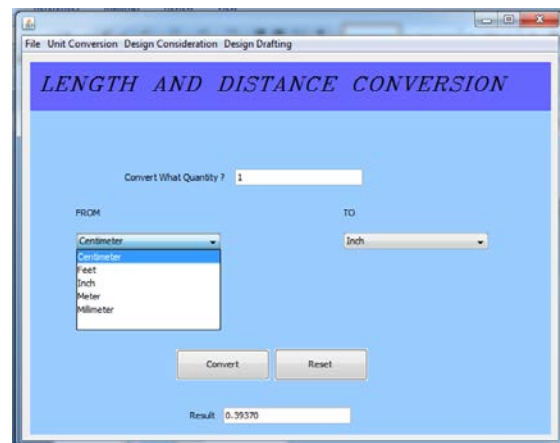 File Unit Conversion Design Consideration Design Drafting
LENGTH AND DISTANCE CONVERSION
Convert What Quantity ? 1
FROM TO
Centimeter Inch
Centimeter
Feet
Inch
Meter
Milimeter
Convert Reset
Result 0.39370